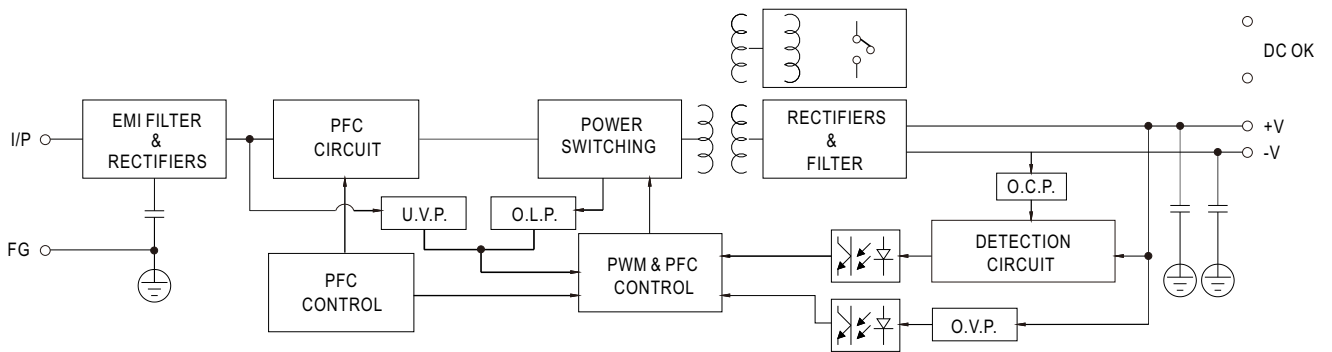 DC OK
I/P
EMI FILTER
&
RECTIFIERS
PFC
CIRCUIT
POWER
SWITCHING
RECTIFIERS
&
FILTER
+V
-V
O.C.P.
U.V.P.
O.L.P.
FG
PFC
CONTROL
PWM & PFC
CONTROL
DETECTION
CIRCUIT
O.V.P.